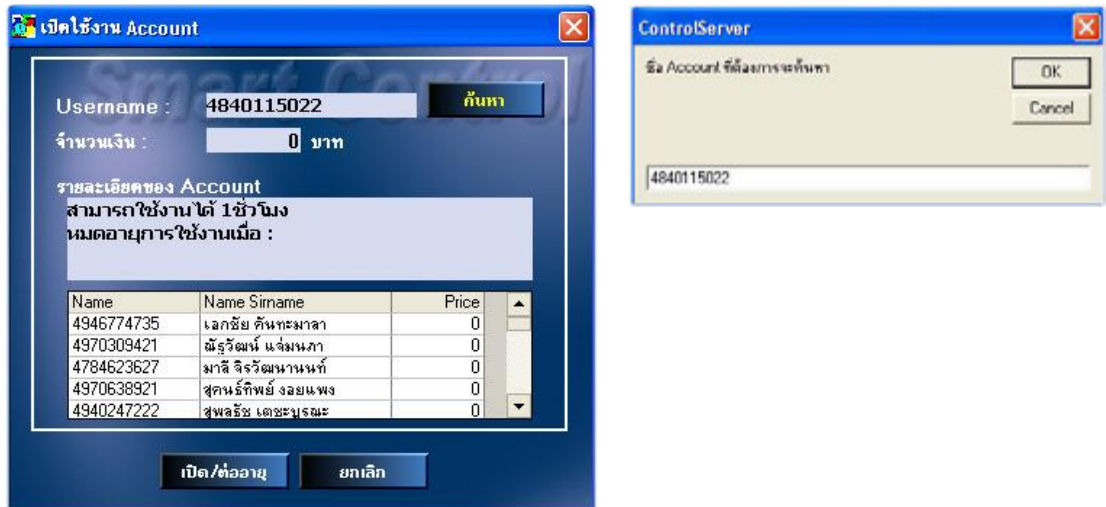 เปิดใช้งาน Account
Smart Control
Username : 4840115022 ค้นหา
จำนวนเงิน : 0 บาท
รายละเอียดของ Account
สามารถใช้งานได้ 1ชั่วโมง
หมดอายุการใช้งานเมื่อ :
Name Name Sirname Price
4946774735 เอกชัย คันทะมาลา 0
4970309421 ณัฐวัฒน์ แจ่มนภา 0
4784623627 มาลี จิรวัฒนานนท์ 0
4970638921 สุคนธ์ทิพย์ งอยแพง 0
4940247222 สุพลธัช เตชะบูรณะ 0
เปิด/ต่ออายุ ยกเลิก
ControlServer
ชื่อ Account ที่ต้องการจะค้นหา
OK
Cancel
4840115022